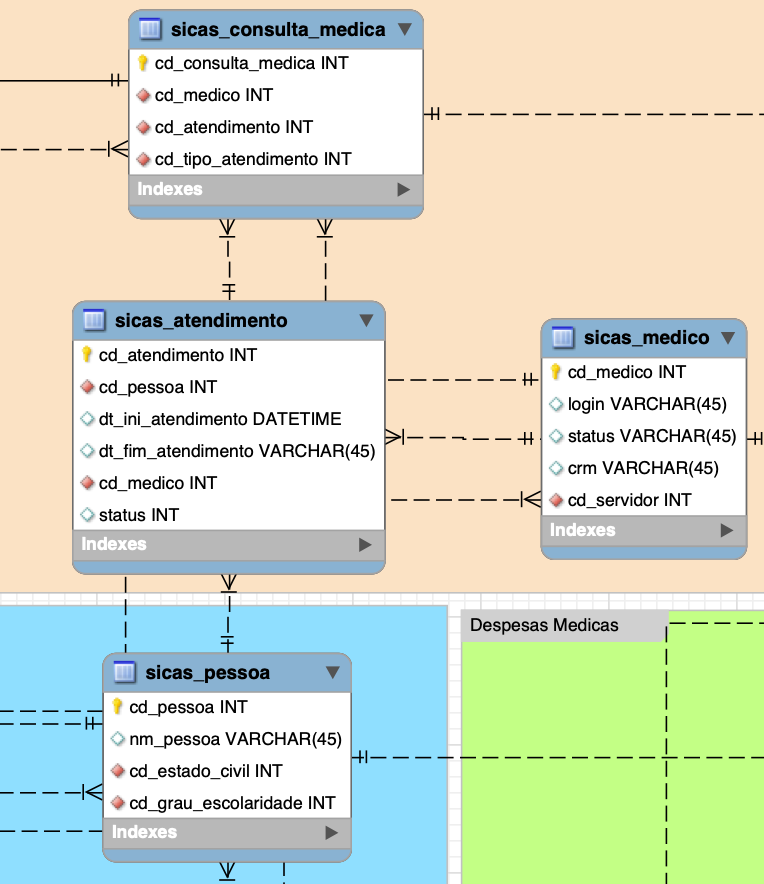 sicas_consulta_medica
cd_consulta_medica INT
cd_medico INT
cd_atendimento INT
cd_tipo_atendimento INT
Indexes
sicas_atendimento
cd_atendimento INT
cd_pessoa INT
dt_ini_atendimento DATETIME
dt_fim_atendimento VARCHAR(45)
cd_medico INT
status INT
Indexes
sicas_medico
cd_medico INT
login VARCHAR(45)
status VARCHAR(45)
crm VARCHAR(45)
cd_servidor INT
Indexes
Despesas Medicas
sicas_pessoa
cd_pessoa INT
nm_pessoa VARCHAR(45)
cd_estado_civil INT
cd_grau_escolaridade INT
Indexes